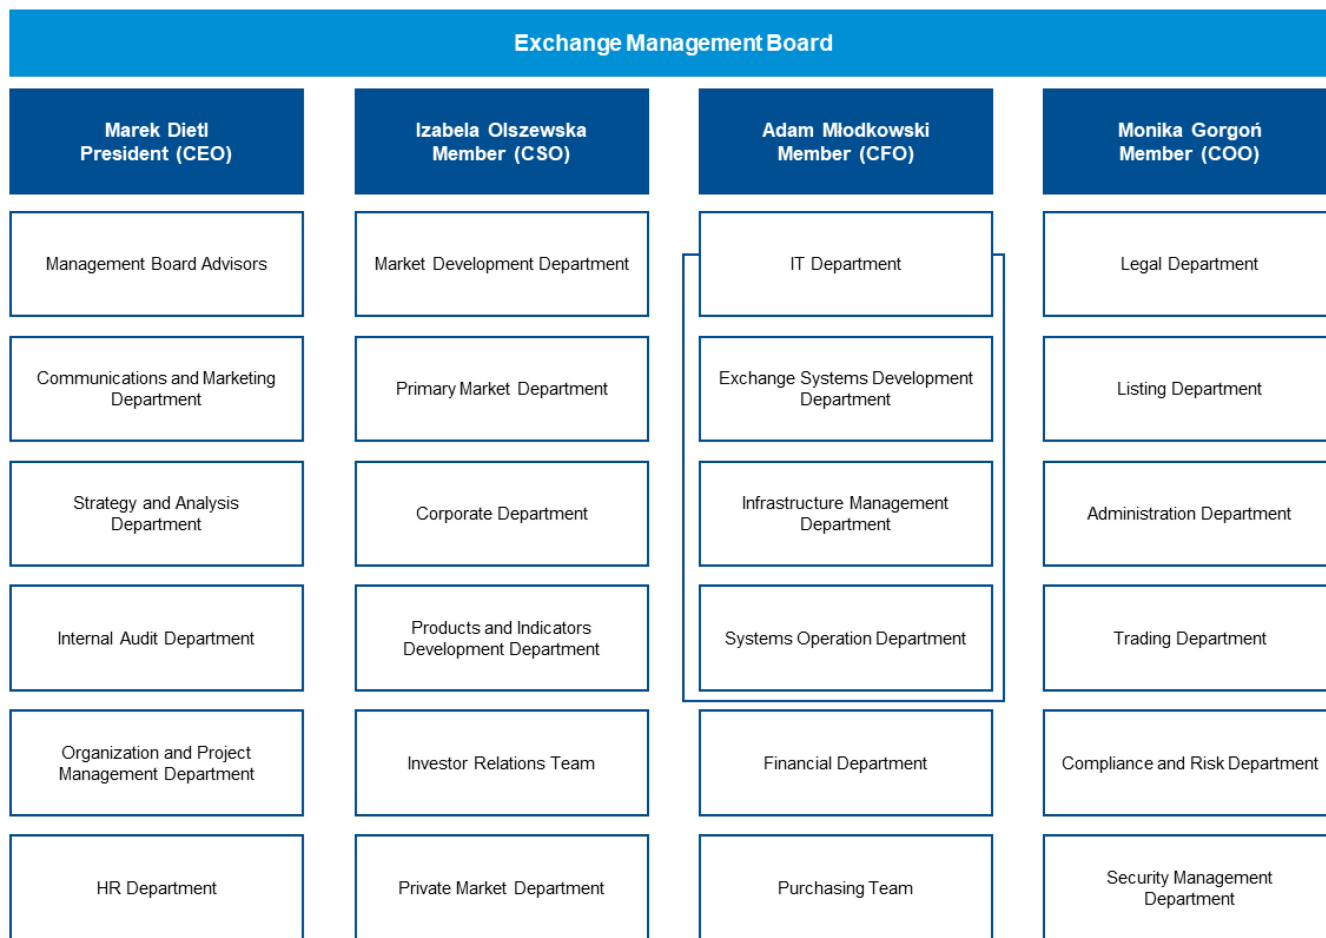 Exchange Management Board
Marek Dietl
President (CEO)
Izabela Olszewska
Member (CSO)
Adam Młodkowski
Member (CFO)
Monika Gorgoń
Member (COO)
Management Board Advisors
Market Development Department
IT Department
Legal Department
Communications and Marketing
Department
Primary Market Department
Exchange Systems Development
Department
Listing Department
Strategy and Analysis
Department
Corporate Department
Infrastructure Management
Department
Administration Department
Internal Audit Department
Products and Indicators
Development Department
Systems Operation Department
Trading Department
Organization and Project
Management Department
Investor Relations Team
Financial Department
Compliance and Risk Department
HR Department
Private Market Department
Purchasing Team
Security Management
Department